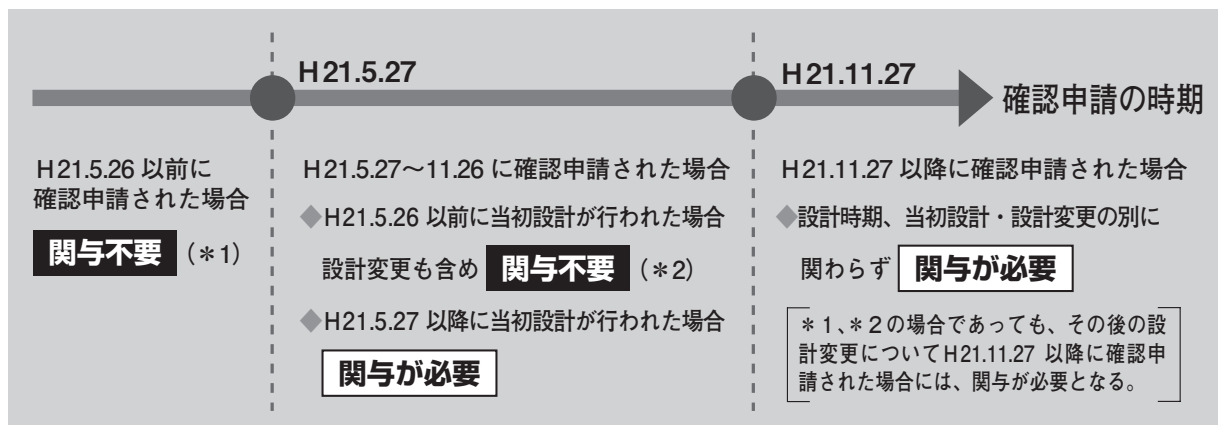 H21.5.27
H21.11.27
確認申請の時期
H21.5.26 以前に
確認申請された場合
関与不要 (＊1)
H21.5.27～11.26 に確認申請された場合
◆H21.5.26 以前に当初設計が行われた場合
設計変更も含め 関与不要 (＊2)
◆H21.5.27 以降に当初設計が行われた場合
関与が必要
H21.11.27 以降に確認申請された場合
◆設計時期、当初設計・設計変更の別に
関わらず 関与が必要
＊1、＊2の場合であっても、その後の設
計変更についてH21.11.27 以降に確認申
請された場合には、関与が必要となる。